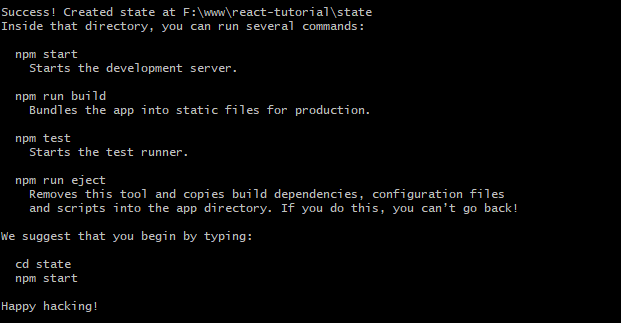 Success! Created state at F:\www\react-tutorial\state
Inside that directory, you can run several commands:
npm start
Starts the development server.
npm run build
Bundles the app into static files for production.
npm test
Starts the test runner.
npm run eject
Removes this tool and copies build dependencies, configuration files
and scripts into the app directory. If you do this, you can't go back!
We suggest that you begin by typing:
cd state
npm start
Happy hacking!